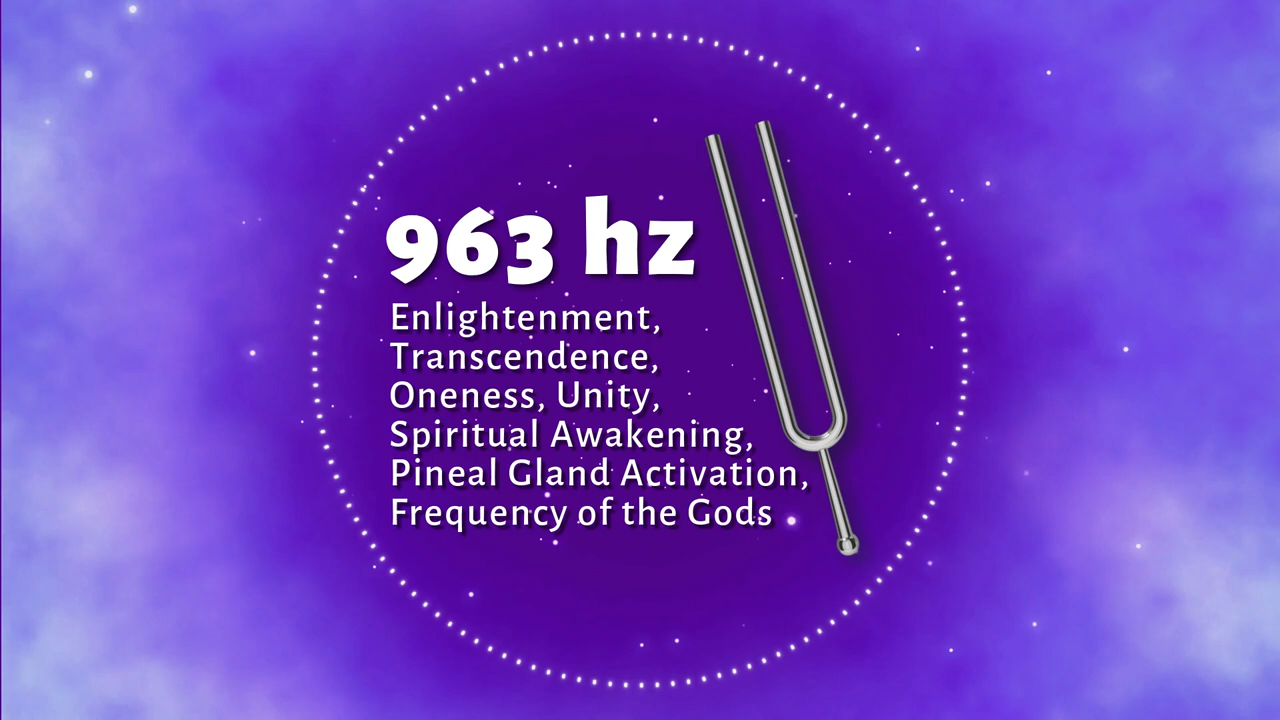 963 hz
Enlightenment,
Transcendence,
Oneness, Unity,
Spiritual Awakening,
Pineal Gland Activation,
Frequency of the Gods